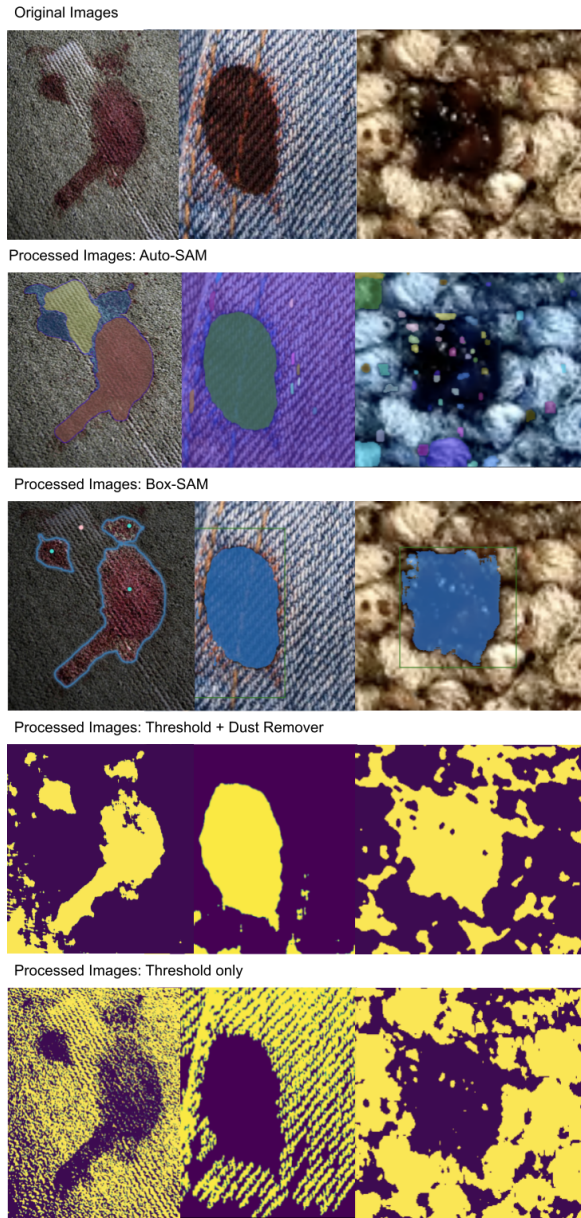 Original Images
Processed Images: Auto-SAM
Processed Images: Box-SAM
Processed Images: Threshold + Dust Remover
Processed Images: Threshold only